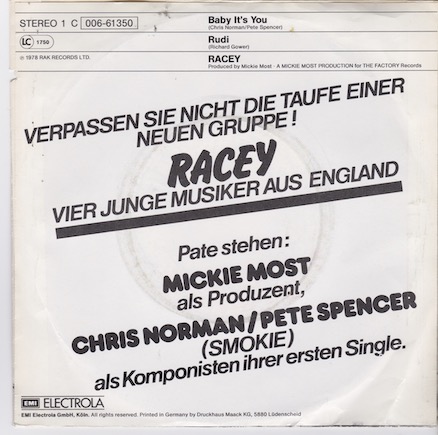 STEREO 1 C 006-61350
Baby It's You
(Chris Norman/Pete Spencer)
LC 1750
Rudi
(Richard Gower)
℗ 1978 RAK RECORDS LTD.
RACEY
Produced by Mickie Most · A MICKIE MOST PRODUCTION for THE FACTORY Records
VERPASSEN SIE NICHT DIE TAUFE EINER
NEUEN GRUPPE!
RACEY
VIER JUNGE MUSIKER AUS ENGLAND
Pate stehen:
MICKIE MOST
als Produzent,
CHRIS NORMAN/PETE SPENCER
(SMOKIE)
als Komponisten ihrer ersten Single.
EMI ELECTROLA
EMI Electrola GmbH, Köln. All rights reserved. Printed in Germany by Druckhaus Maack KG, 5880 Lüdenscheid